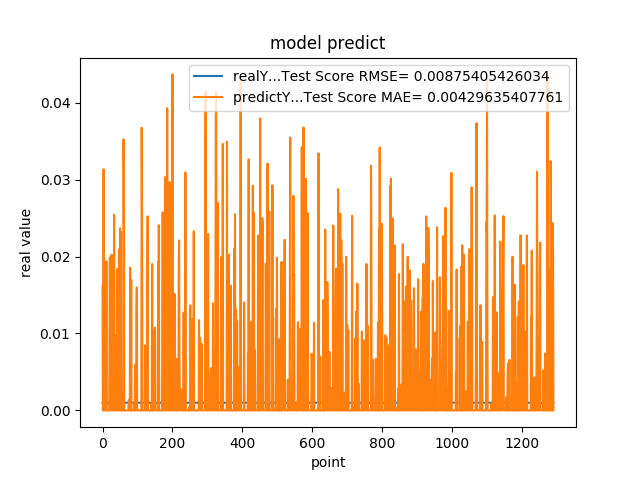 model predict
realY...Test Score RMSE= 0.00875405426034
predictY...Test Score MAE= 0.00429635407761
real value
0.04
0.03
0.02
0.01
0.00
0 200 400 600 800 1000 1200
point